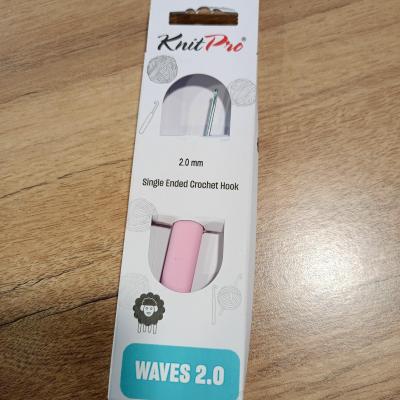 KnitPro®
2.0 mm
Single Ended Crochet Hook
WAVES 2.0